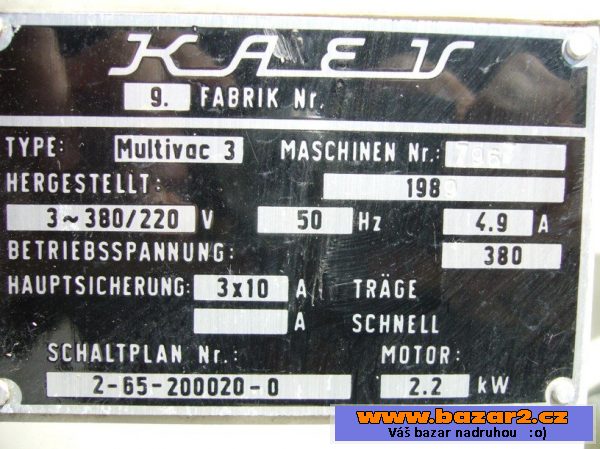 KAEV
9. FABRIK Nr.
TYPE: Multivac 3 MASCHINEN Nr.:
HERGESTELLT:
3~380/220 V 50 Hz 4.9 A
BETRIEBSSPANNUNG: 380
HAUPTSICHERUNG: 3x10 A TRÄGE
A SCHNELL
SCHALTPLAN Nr.: MOTOR:
2-65-200020-0 2.2 kW
www.bazar2.cz
Váš bazar nadruhou :o)